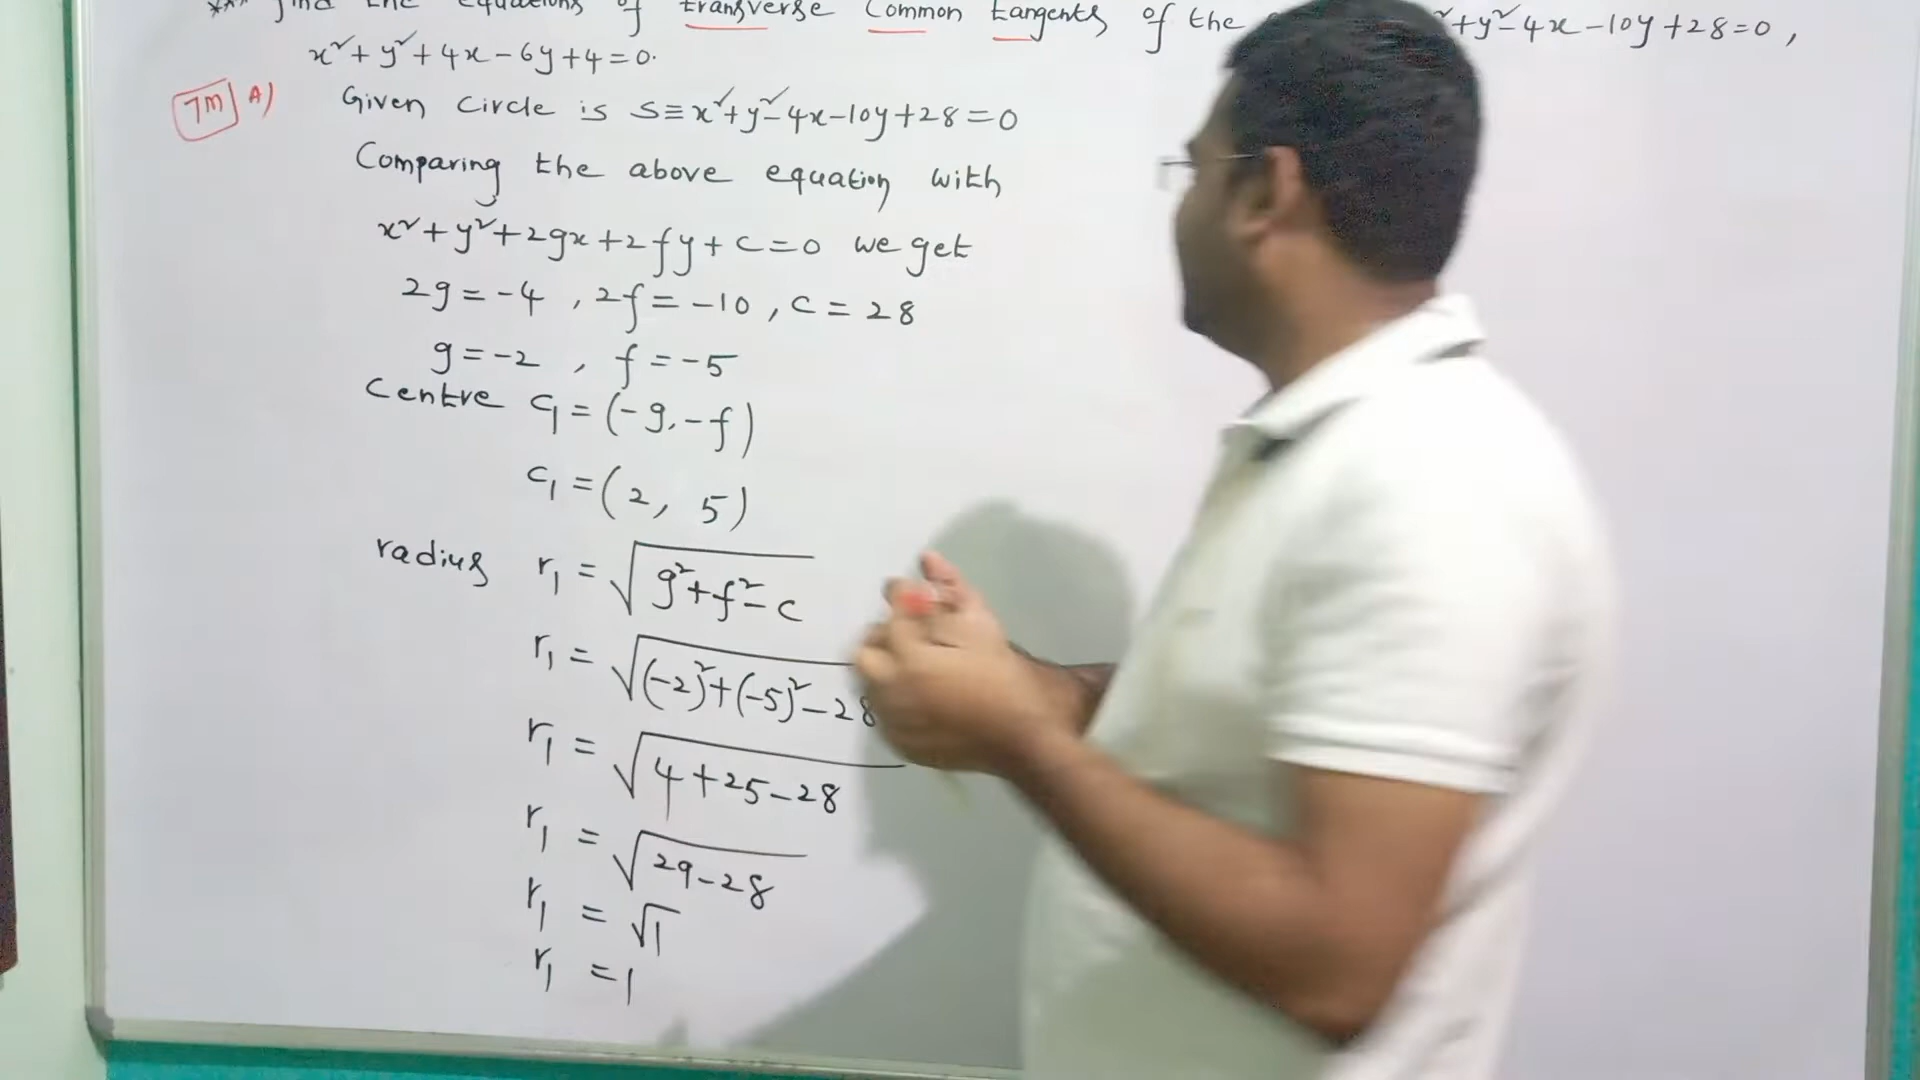 *** Find the equations of transverse common tangents of the x²+y²-4x-10y+28=0,
x²+y²+4x-6y+4=0.
7M A) Given circle is S≡x²+y²-4x-10y+28=0
Comparing the above equation with
x²+y²+2gx+2fy+c=0 we get
2g=-4, 2f=-10, c=28
g=-2, f=-5
Centre C₁=(-g,-f)
C₁=(2, 5)
radius r₁=√(g²+f²-c)
r₁=√((-2)²+(-5)²-28
r₁=√(4+25-28)
r₁=√(29-28)
r₁=√1
r₁=1